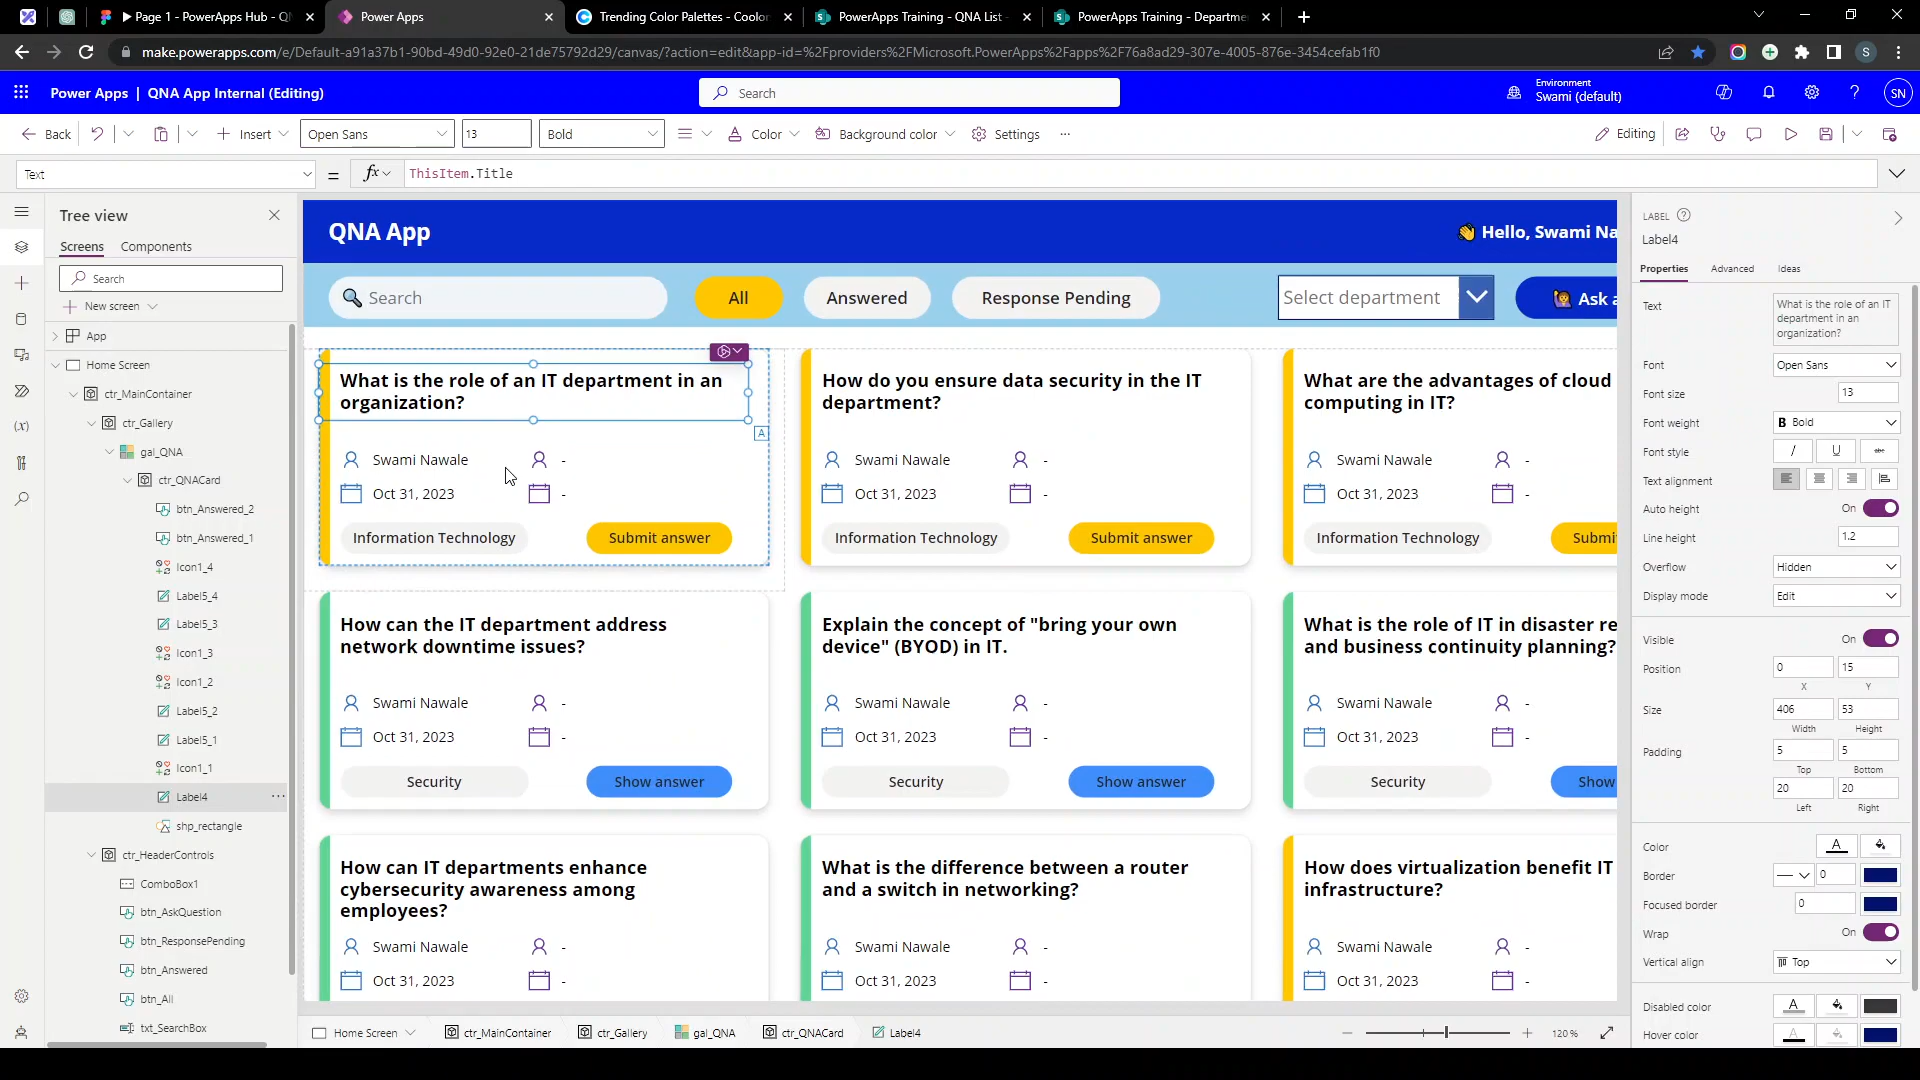 Page 1 - PowerApps Hub - QN
Power Apps
Trending Color Palettes - Coolor
PowerApps Training - QNA List -
PowerApps Training - Departme
make.powerapps.com/e/Default-a91a37b1-90bd-49d0-92e0-21de75792d29/canvas/?action=edit&app-id=%2Fproviders%2FMicrosoft.PowerApps%2Fapps%2F76a8ad29-307e-4005-876e-3454cefab1f0
S
Power Apps | QNA App Internal (Editing)
Search
Environment
Swami (default)
SN
Back
Insert
Open Sans
13
Bold
Color
Background color
Settings
Editing
Text
= fx
ThisItem.Title
Tree view
Screens Components
Search
New screen
App
Home Screen
ctr_MainContainer
ctr_Gallery
gal_QNA
ctr_QNACard
btn_Answered_2
btn_Answered_1
Icon1_4
Label5_4
Label5_3
Icon1_3
Icon1_2
Label5_2
Label5_1
Icon1_1
Label4
shp_rectangle
ctr_HeaderControls
ComboBox1
btn_AskQuestion
btn_ResponsePending
btn_Answered
btn_All
txt_SearchBox
QNA App
Hello, Swami Na
Search
All
Answered
Response Pending
Select department
Ask a
What is the role of an IT department in an
organization?
Swami Nawale -
Oct 31, 2023 -
Information Technology Submit answer
How do you ensure data security in the IT
department?
Swami Nawale -
Oct 31, 2023 -
Information Technology Submit answer
What are the advantages of cloud
computing in IT?
Swami Nawale -
Oct 31, 2023 -
Information Technology Submi
How can the IT department address
network downtime issues?
Swami Nawale -
Oct 31, 2023 -
Security Show answer
Explain the concept of "bring your own
device" (BYOD) in IT.
Swami Nawale -
Oct 31, 2023 -
Security Show answer
What is the role of IT in disaster re
and business continuity planning?
Swami Nawale -
Oct 31, 2023 -
Security Show
How can IT departments enhance
cybersecurity awareness among
employees?
Swami Nawale -
Oct 31, 2023 -
What is the difference between a router
and a switch in networking?
Swami Nawale -
Oct 31, 2023 -
How does virtualization benefit IT
infrastructure?
Swami Nawale -
Oct 31, 2023 -
Home Screen
ctr_MainContainer
ctr_Gallery
gal_QNA
ctr_QNACard
Label4
120 %
LABEL
Label4
Properties Advanced Ideas
Text
What is the role of an IT
department in an
organization?
Font Open Sans
Font size 13
Font weight B Bold
Font style / U abc
Text alignment
Auto height On
Line height 1.2
Overflow Hidden
Display mode Edit
Visible On
Position 0 15
X Y
Size 406 53
Width Height
Padding 5 5
Top Bottom
20 20
Left Right
Color A
Border 0
Focused border 0
Wrap On
Vertical align Top
Disabled color A
Hover color A